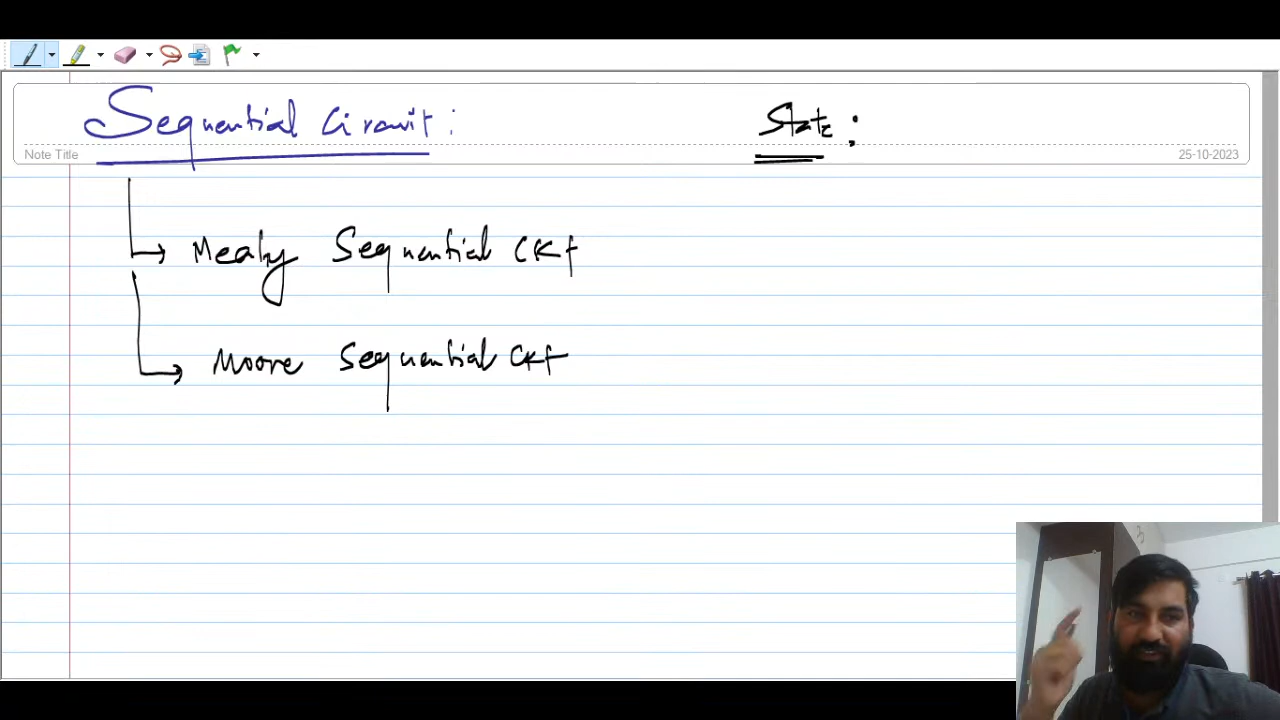 Sequential Circuit :
State :
Note Title
25-10-2023
Mealy Sequential CKt
Moore Sequential CKt